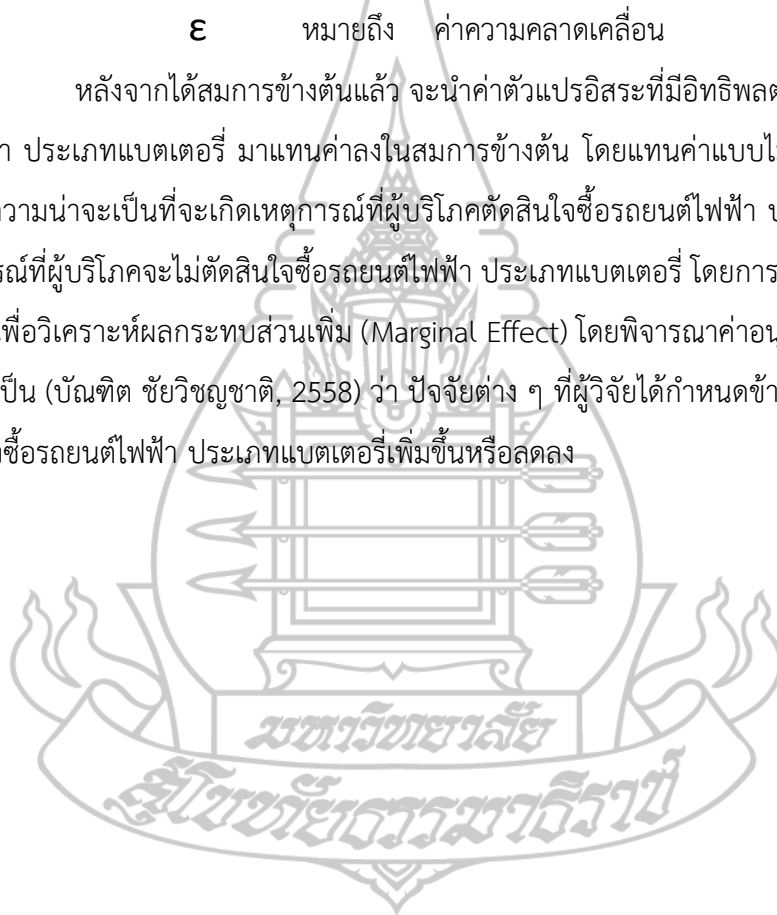 ε หมายถึง ค่าความคลาดเคลื่อน
หลังจากได้สมการข้างต้นแล้ว จะนำค่าตัวแปรอิสระที่มีอิทธิพลต
า ประเภทแบตเตอรี่ มาแทนค่าลงในสมการข้างต้น โดยแทนค่าแบบไ
วามน่าจะเป็นที่จะเกิดเหตุการณ์ที่ผู้บริโภคตัดสินใจซื้อรถยนต์ไฟฟ้า ป
รณ์ที่ผู้บริโภคจะไม่ตัดสินใจซื้อรถยนต์ไฟฟ้า ประเภทแบตเตอรี่ โดยการ
พื่อวิเคราะห์ผลกระทบส่วนเพิ่ม (Marginal Effect) โดยพิจารณาค่าอนุ
เป็น (บัณฑิต ชัยวิชญชาติ, 2558) ว่า ปัจจัยต่าง ๆ ที่ผู้วิจัยได้กำหนดข้า
ซื้อรถยนต์ไฟฟ้า ประเภทแบตเตอรี่เพิ่มขึ้นหรือลดลง
มหาวิทยาลัย
สุโขทัยธรรมาธิราช